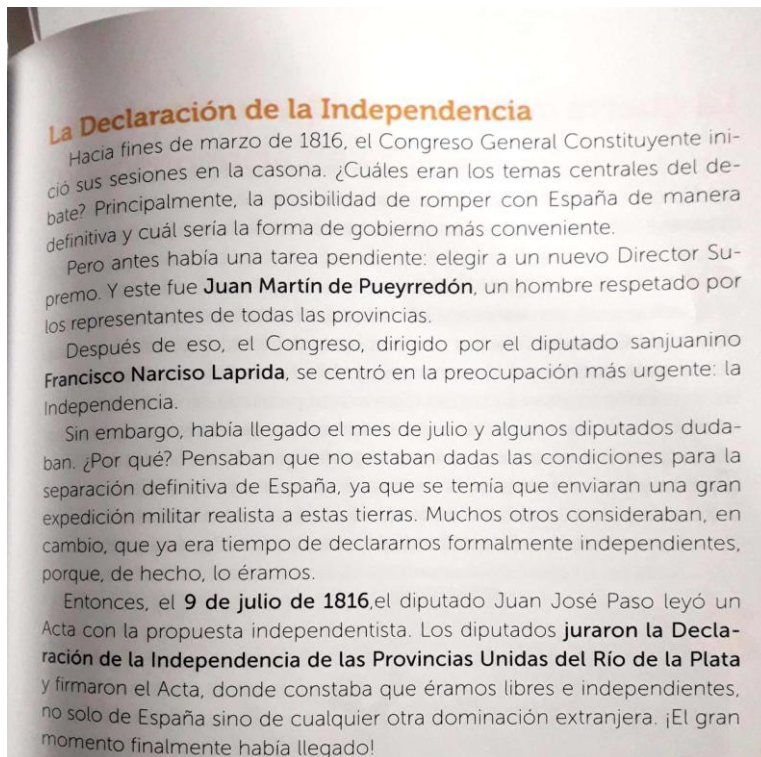 La Declaración de la Independencia
Hacia fines de marzo de 1816, el Congreso General Constituyente ini-
ció sus sesiones en la casona. ¿Cuáles eran los temas centrales del de-
bate? Principalmente, la posibilidad de romper con España de manera
definitiva y cuál sería la forma de gobierno más conveniente.
Pero antes había una tarea pendiente: elegir a un nuevo Director Su-
premo. Y este fue Juan Martín de Pueyrredón, un hombre respetado por
los representantes de todas las provincias.
Después de eso, el Congreso, dirigido por el diputado sanjuanino
Francisco Narciso Laprida, se centró en la preocupación más urgente: la
Independencia.
Sin embargo, había llegado el mes de julio y algunos diputados duda-
ban. ¿Por qué? Pensaban que no estaban dadas las condiciones para la
separación definitiva de España, ya que se temía que enviaran una gran
expedición militar realista a estas tierras. Muchos otros consideraban, en
cambio, que ya era tiempo de declararnos formalmente independientes,
porque, de hecho, lo éramos.
Entonces, el 9 de julio de 1816,el diputado Juan José Paso leyó un
Acta con la propuesta independentista. Los diputados juraron la Decla-
ración de la Independencia de las Provincias Unidas del Río de la Plata
y firmaron el Acta, donde constaba que éramos libres e independientes,
no solo de España sino de cualquier otra dominación extranjera. ¡El gran
momento finalmente había llegado!